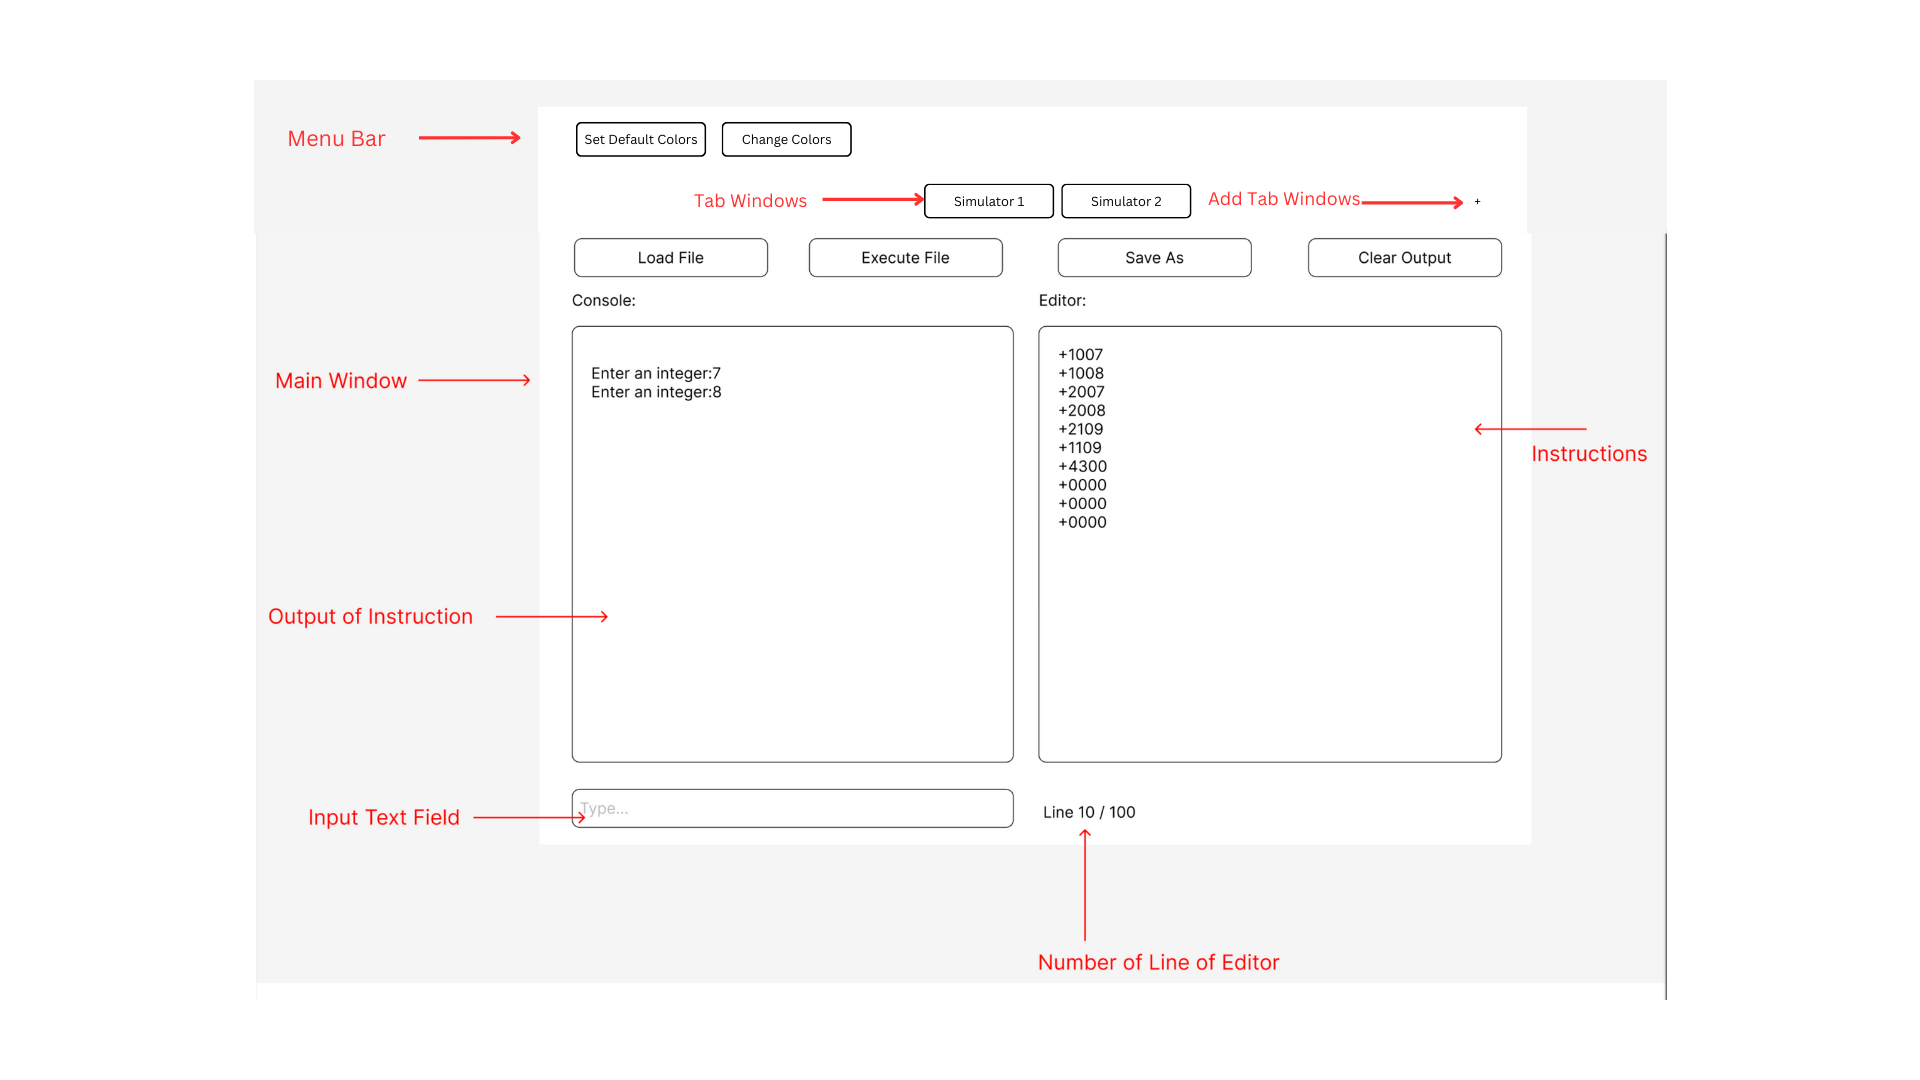 Menu Bar
Set Default Colors
Change Colors
Tab Windows
Simulator 1
Simulator 2
Add Tab Windows
+
Load File
Execute File
Save As
Clear Output
Console:
Editor:
Main Window
Enter an integer:7
Enter an integer:8
+1007
+1008
+2007
+2008
+2109
+1109
+4300
+0000
+0000
+0000
Instructions
Output of Instruction
Input Text Field
Type...
Line 10 / 100
Number of Line of Editor